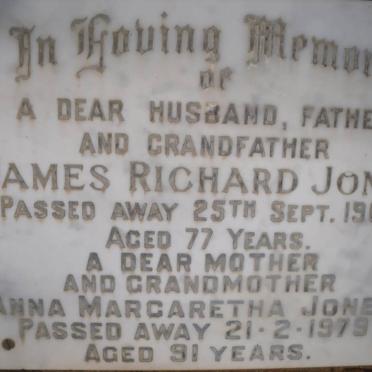 In Loving Memor
of
A DEAR HUSBAND, FATHE
AND GRANDFATHER
AMES RICHARD JON
PASSED AWAY 25TH SEPT. 19
AGED 77 YEARS.
A DEAR MOTHER
AND GRANDMOTHER
ANNA MARGARETHA JONE
PASSED AWAY 21-2-1979
AGED 91 YEARS.